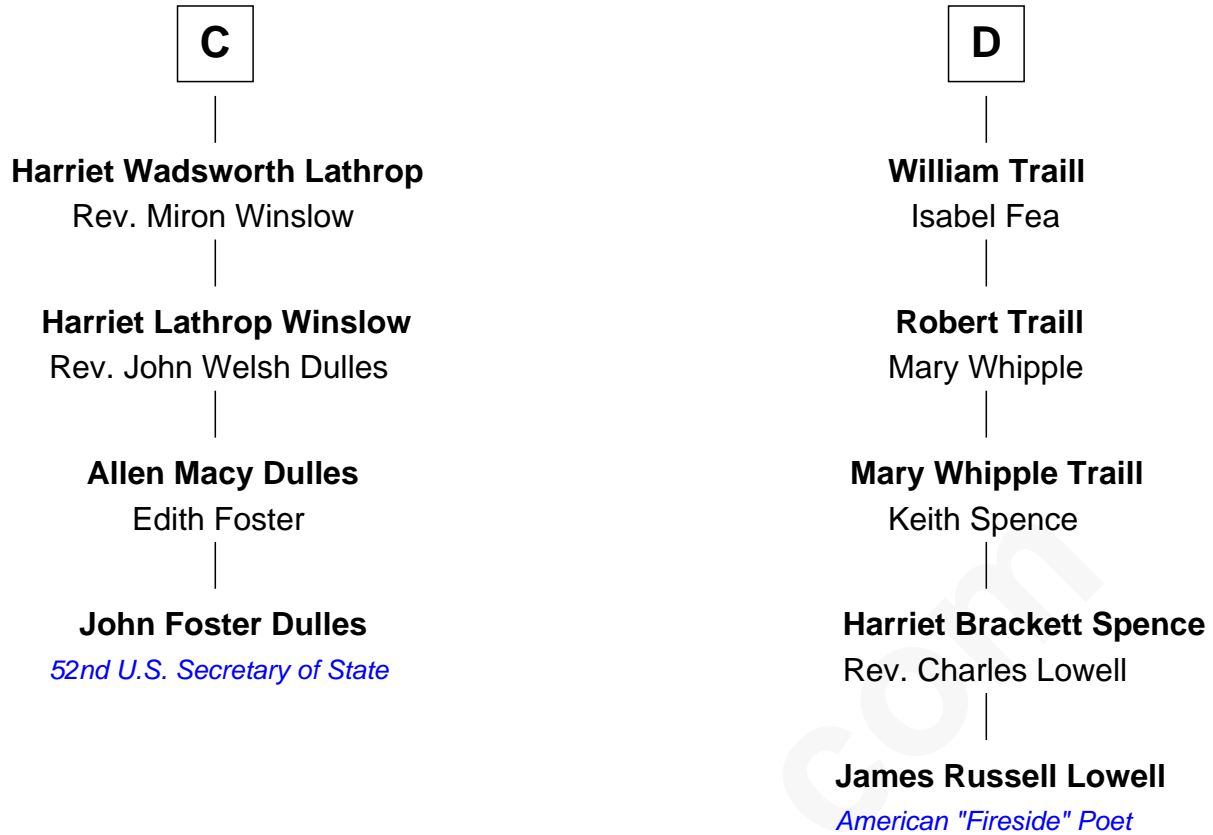 C
Harriet Wadsworth Lathrop
Rev. Miron Winslow
Harriet Lathrop Winslow
Rev. John Welsh Dulles
Allen Macy Dulles
Edith Foster
John Foster Dulles
52nd U.S. Secretary of State
D
William Traill
Isabel Fea
Robert Traill
Mary Whipple
Mary Whipple Traill
Keith Spence
Harriet Brackett Spence
Rev. Charles Lowell
James Russell Lowell
American "Fireside" Poet
com